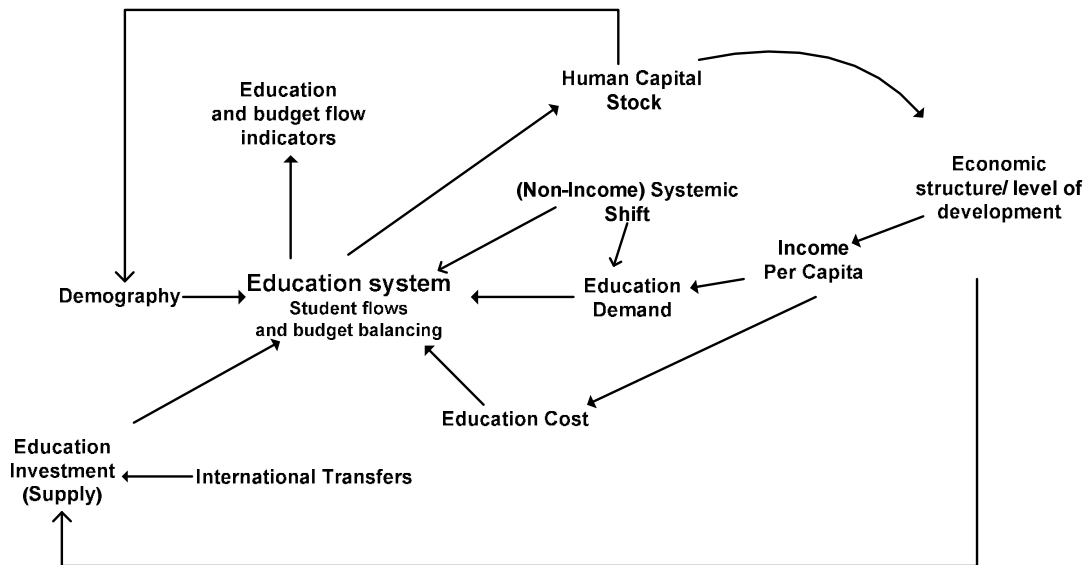 Human Capital
Stock
Education
and budget flow
indicators
Economic
structure/ level of
development
(Non-Income) Systemic
Shift
Income
Per Capita
Education system
Student flows
and budget balancing
Demography
Education
Demand
Education Cost
Education
Investment
(Supply)
International Transfers